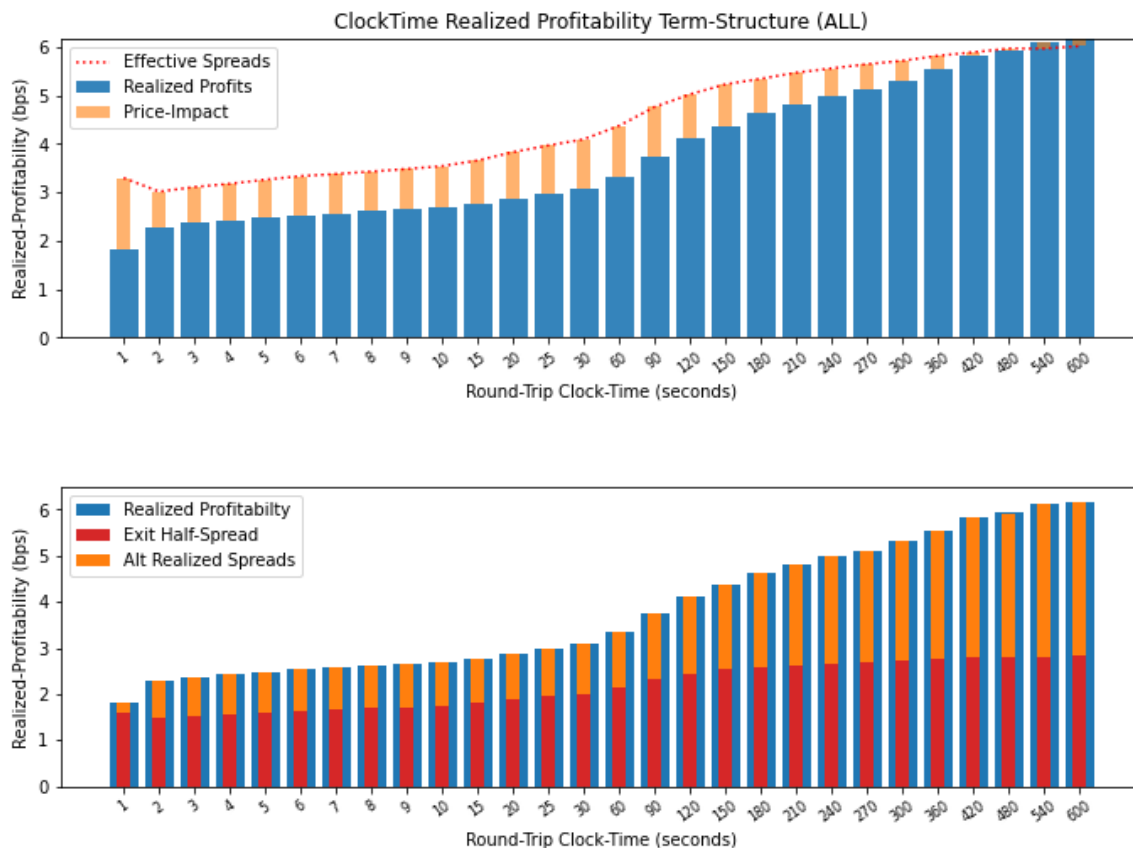 ClockTime Realized Profitability Term-Structure (ALL)
Realized-Profitability (bps)
6
5
4
3
2
1
0
Effective Spreads
Realized Profits
Price-Impact
1 2 3 4 5 6 7 8 9 10 15 20 25 30 60 90 120 150 180 210 240 270 300 360 420 480 540 600
Round-Trip Clock-Time (seconds)
Realized-Profitability (bps)
6
5
4
3
2
1
0
Realized Profitabilty
Exit Half-Spread
Alt Realized Spreads
1 2 3 4 5 6 7 8 9 10 15 20 25 30 60 90 120 150 180 210 240 270 300 360 420 480 540 600
Round-Trip Clock-Time (seconds)